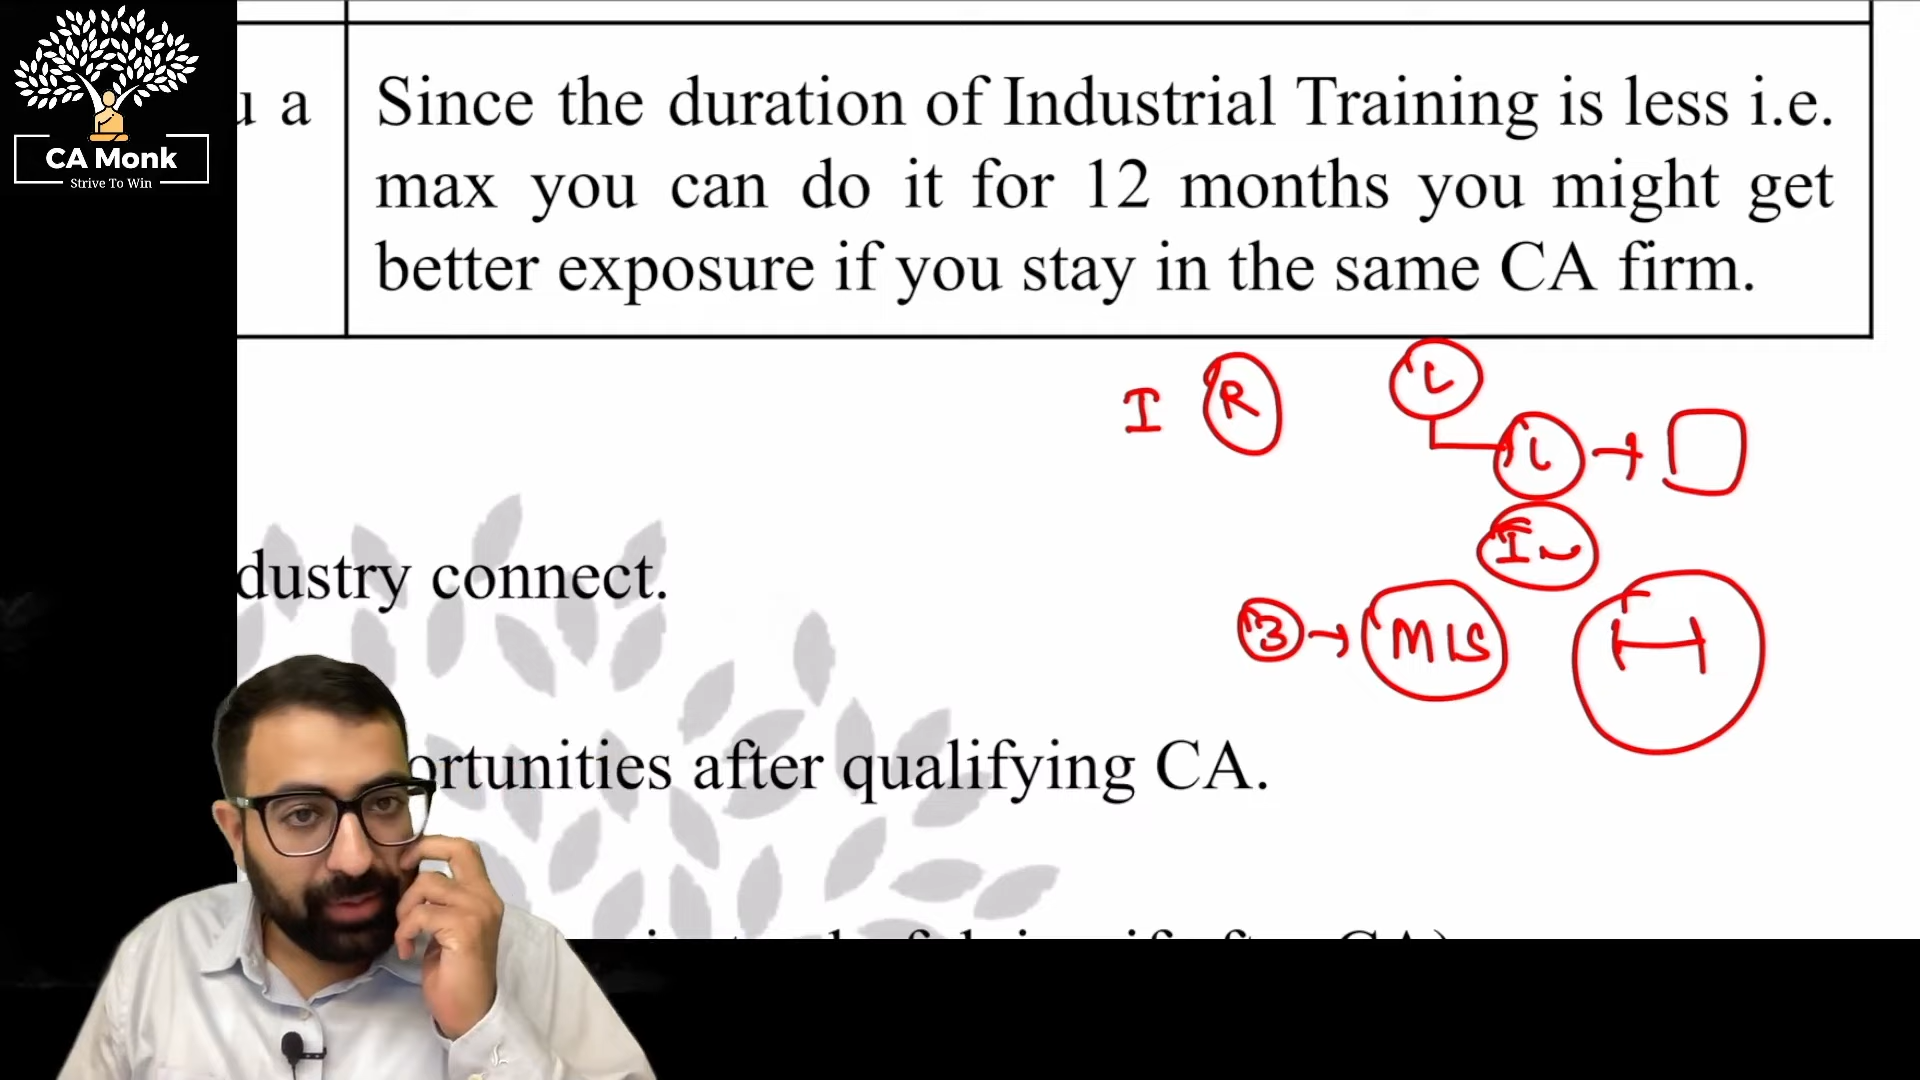 CA Monk
Strive To Win
u a
Since the duration of Industrial Training is less i.e.
max you can do it for 12 months you might get
better exposure if you stay in the same CA firm.
I R
L
L
In
dustry connect.
3 → MIS
ortunities after qualifying CA.